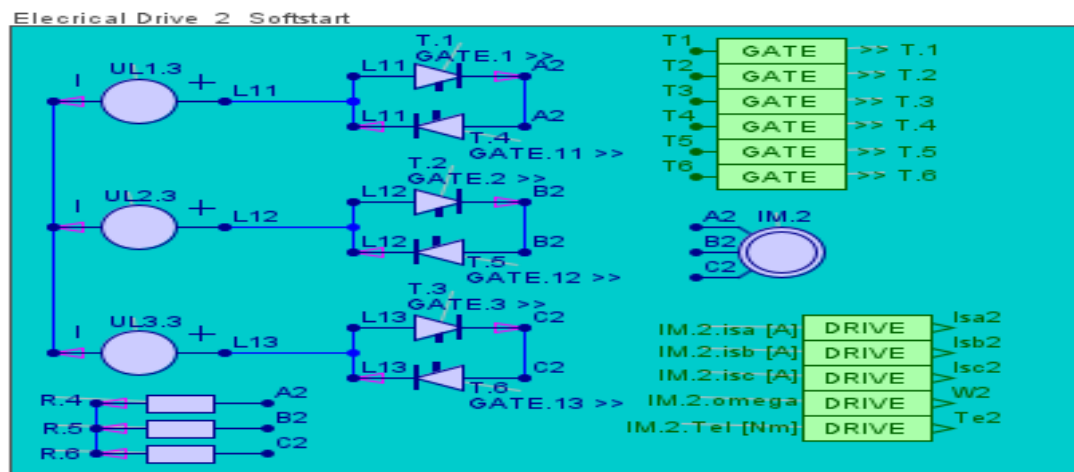 Elecrical Drive 2 Softstart
T.1
GATE.1 >>
UL1.3
I
+
L11
L11
A2
L11
A2
T.4
GATE.11 >>
T.2
GATE.2 >>
UL2.3
I
+
L12
L12
B2
L12
B2
T.5
GATE.12 >>
T.3
GATE.3 >>
UL3.3
I
+
L13
L13
C2
L13
C2
T.6
GATE.13 >>
R.4
A2
R.5
B2
R.6
C2
T1 GATE >> T.1
T2 GATE >> T.2
T3 GATE >> T.3
T4 GATE >> T.4
T5 GATE >> T.5
T6 GATE >> T.6
A2
IM.2
B2
C2
IM.2.isa [A] DRIVE Isa2
IM.2.isb [A] DRIVE Isb2
IM.2.isc [A] DRIVE Isc2
IM.2.omega DRIVE W2
IM.2.Tel [Nm] DRIVE Te2